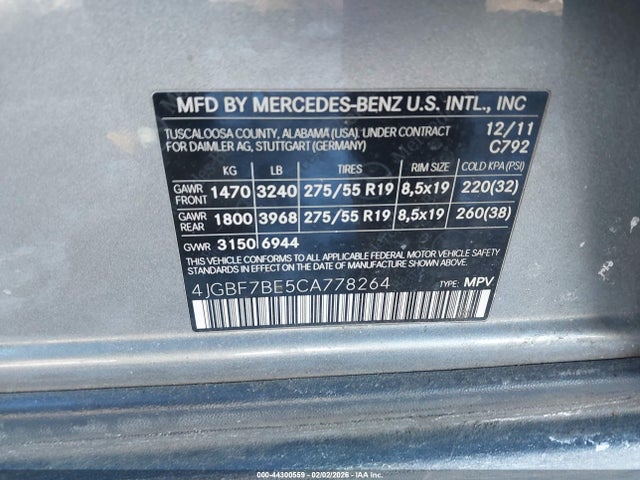 MFD BY MERCEDES-BENZ U.S. INTL., INC
TUSCALOOSA COUNTY, ALABAMA (USA). UNDER CONTRACT 12/11
FOR DAIMLER AG, STUTTGART (GERMANY) C792
KG LB TIRES RIM SIZE COLD KPA (PSI)
GAWR FRONT 1470 3240 275/55 R19 8,5x19 220(32)
GAWR REAR 1800 3968 275/55 R19 8,5x19 260(38)
GVWR 3150 6944
THIS VEHICLE CONFORMS TO ALL APPLICABLE FEDERAL MOTOR VEHICLE SAFETY
STANDARDS IN EFFECT ON THE DATE OF MANUFACTURE SHOWN ABOVE.
4JGBF7BE5CA778264 TYPE: MPV
000-44300559 - 02/02/2026 - IAA Inc.